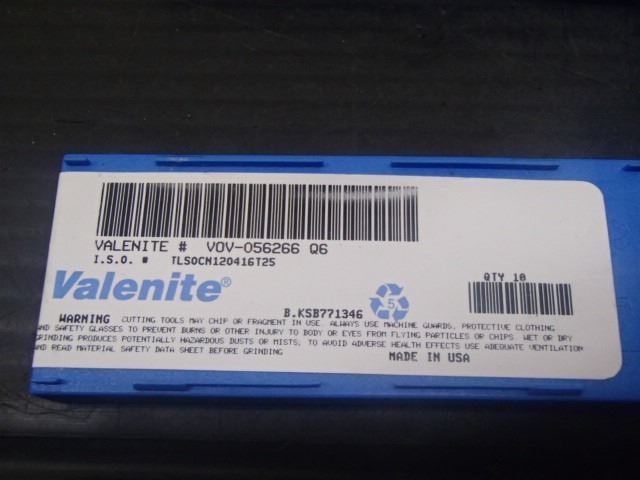 VALENITE # VOV-056266 Q6
I.S.O. # TLSOCN120416T25
Valenite®
QTY 10
B.KSB771346
5
WARNING CUTTING TOOLS MAY CHIP OR FRAGMENT IN USE. ALWAYS USE MACHINE GUARDS, PROTECTIVE CLOTHING
AND SAFETY GLASSES TO PREVENT BURNS OR OTHER INJURY TO BODY OR EYES FROM FLYING PARTICLES OR CHIPS. WET OR DRY
GRINDING PRODUCES POTENTIALLY HAZARDOUS DUSTS OR MISTS. TO AVOID ADVERSE HEALTH EFFECTS USE ADEQUATE VENTILATION
AND READ MATERIAL SAFETY DATA SHEET BEFORE GRINDING
MADE IN USA